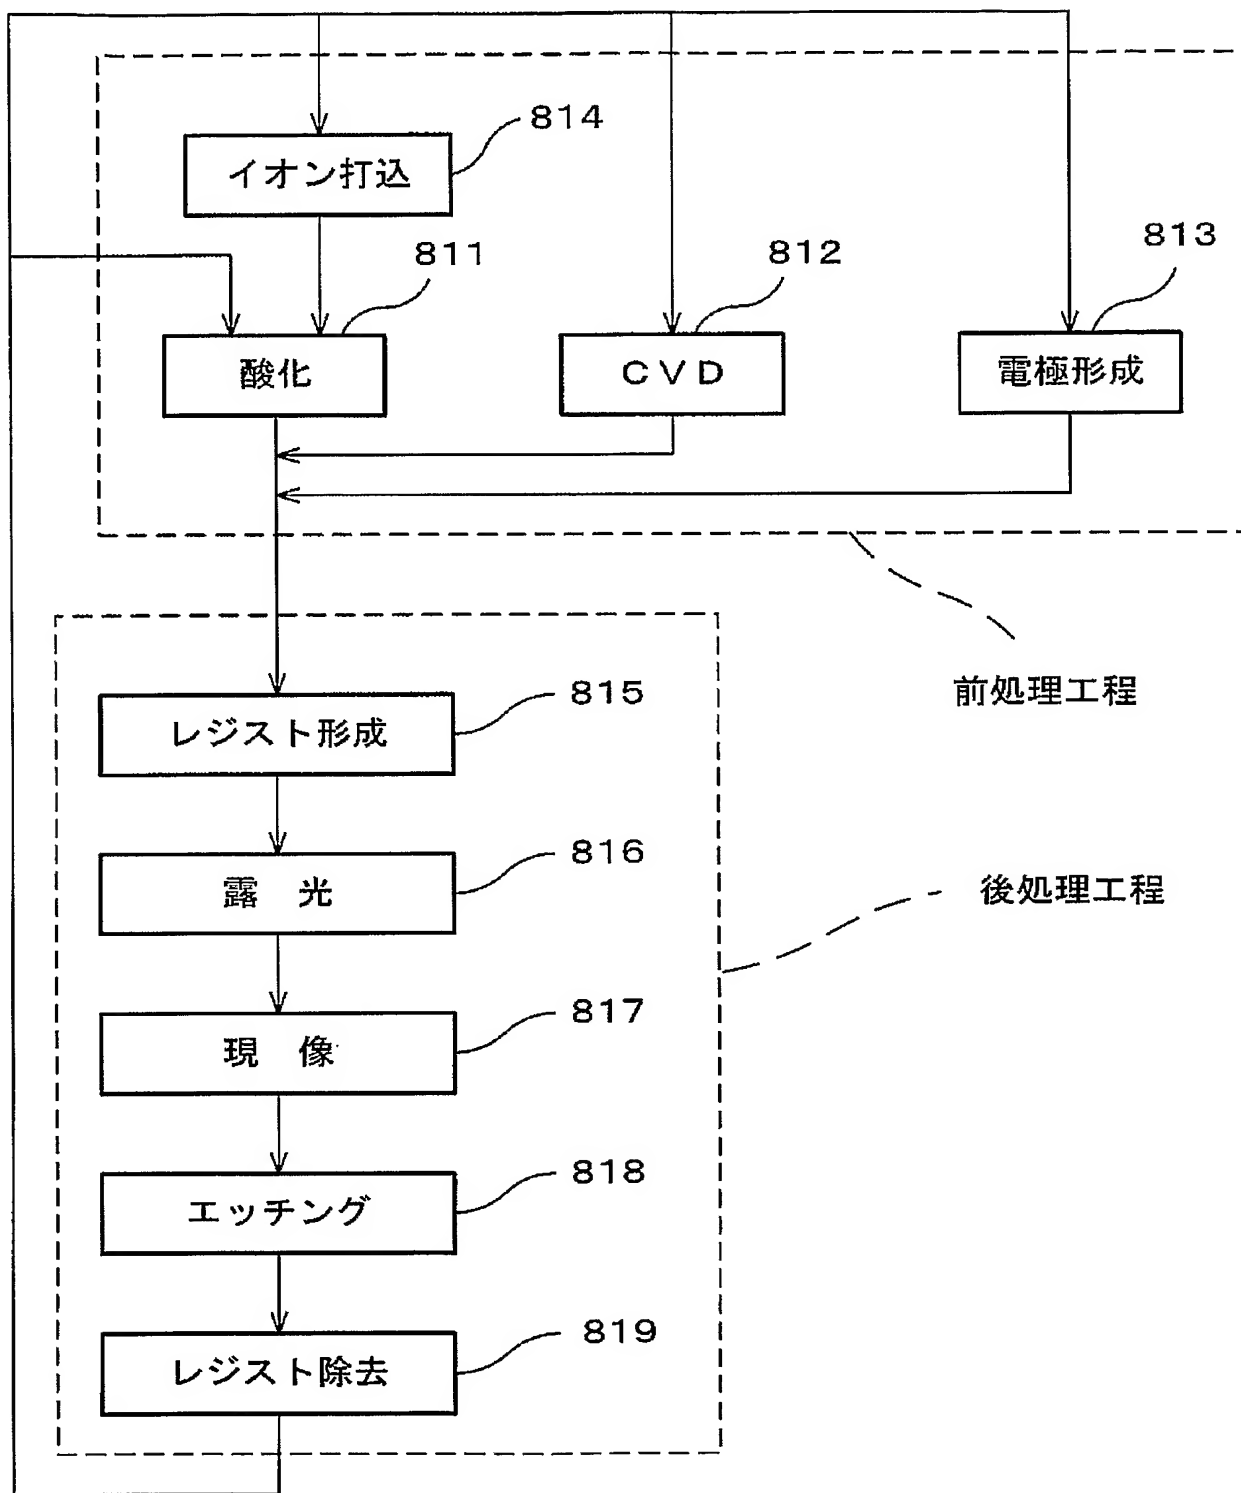 814
イオン打込
811
812
813
酸化
CVD
電極形成
前処理工程
815
レジスト形成
816
露 光
後処理工程
817
現 像
818
エッチング
819
レジスト除去